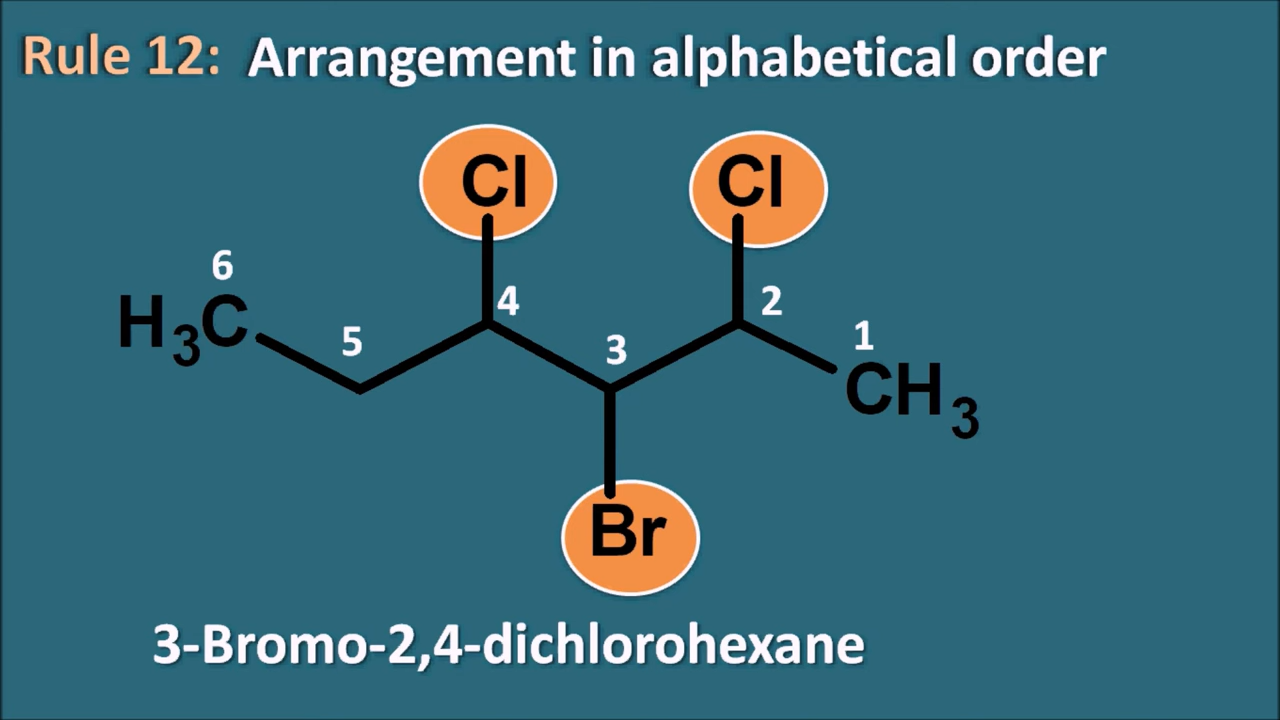 Rule 12: Arrangement in alphabetical order
Cl Cl
6
H3C 5 4 3 2 1
CH3
Br
3-Bromo-2,4-dichlorohexane